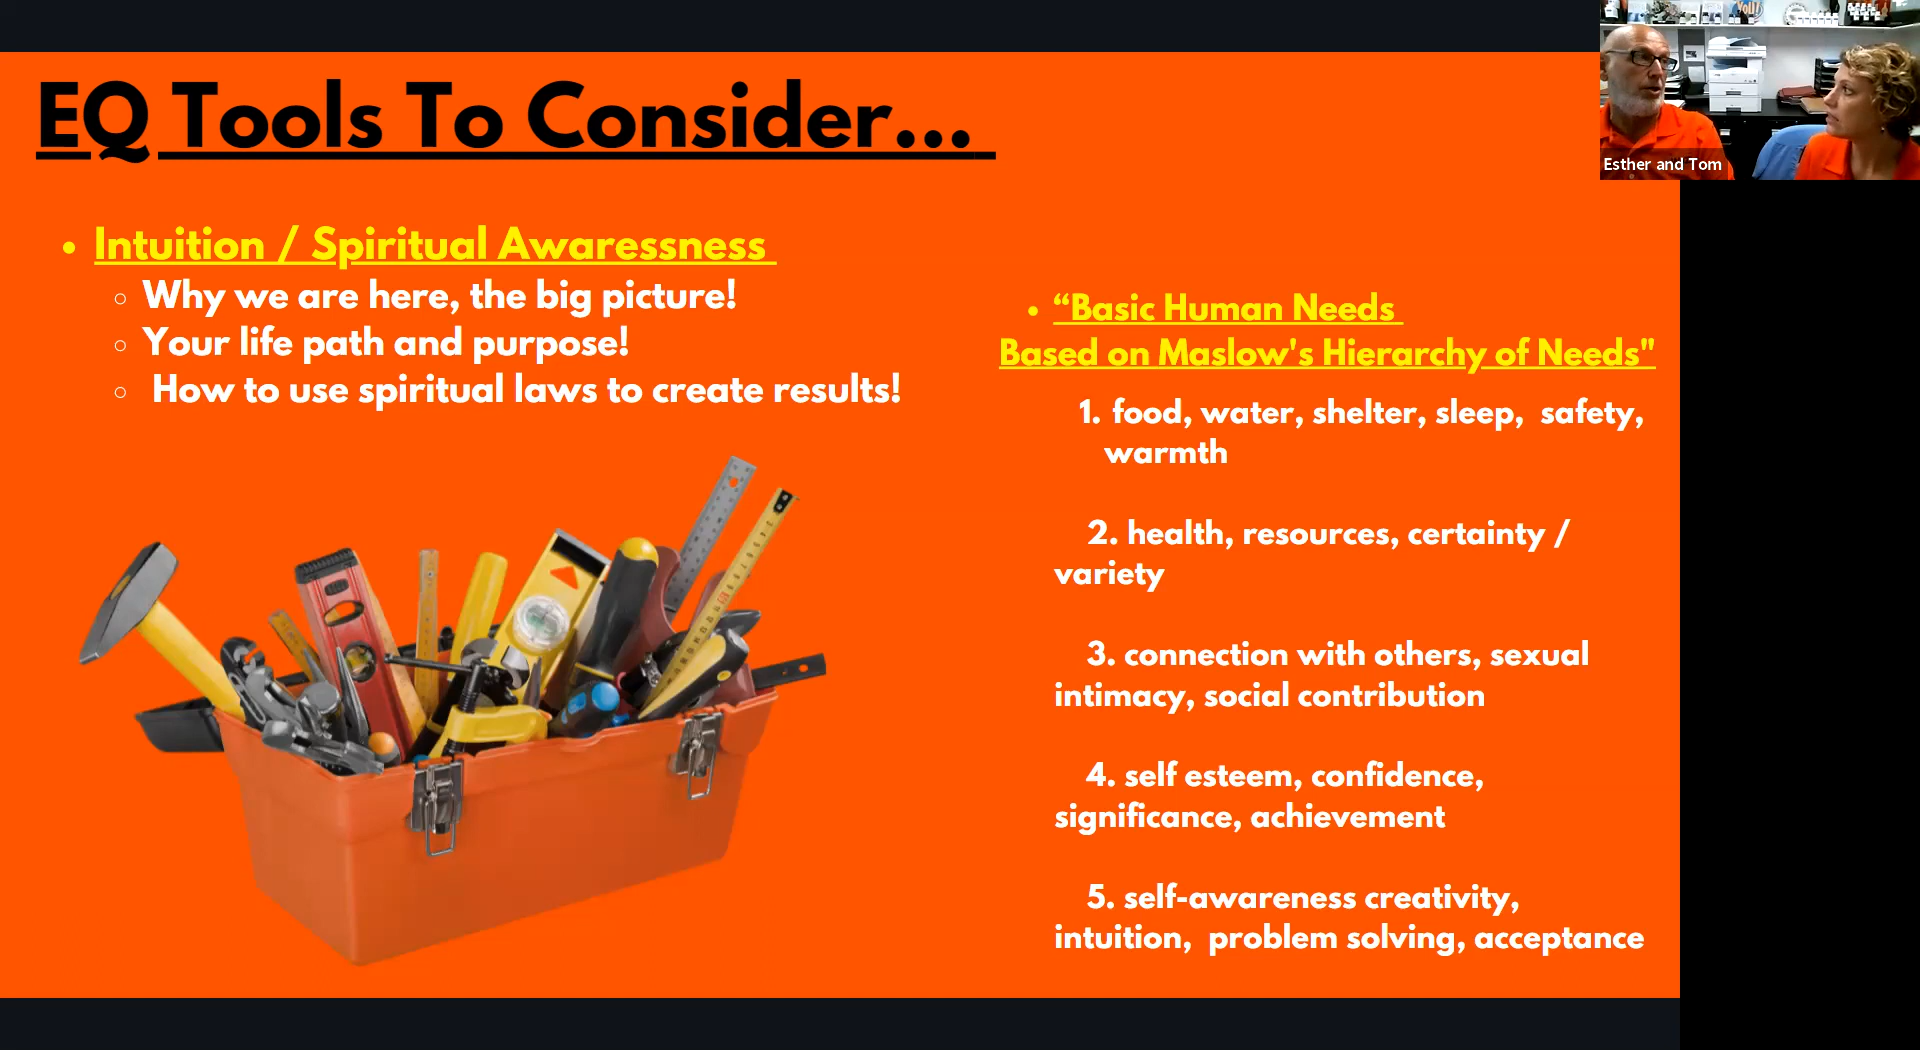 EQ Tools To Consider...
Intuition / Spiritual Awaressness
Why we are here, the big picture!
Your life path and purpose!
How to use spiritual laws to create results!
“Basic Human Needs
Based on Maslow's Hierarchy of Needs"
1. food, water, shelter, sleep, safety,
warmth
2. health, resources, certainty /
variety
3. connection with others, sexual
intimacy, social contribution
4. self esteem, confidence,
significance, achievement
5. self-awareness creativity,
intuition, problem solving, acceptance
Esther and Tom